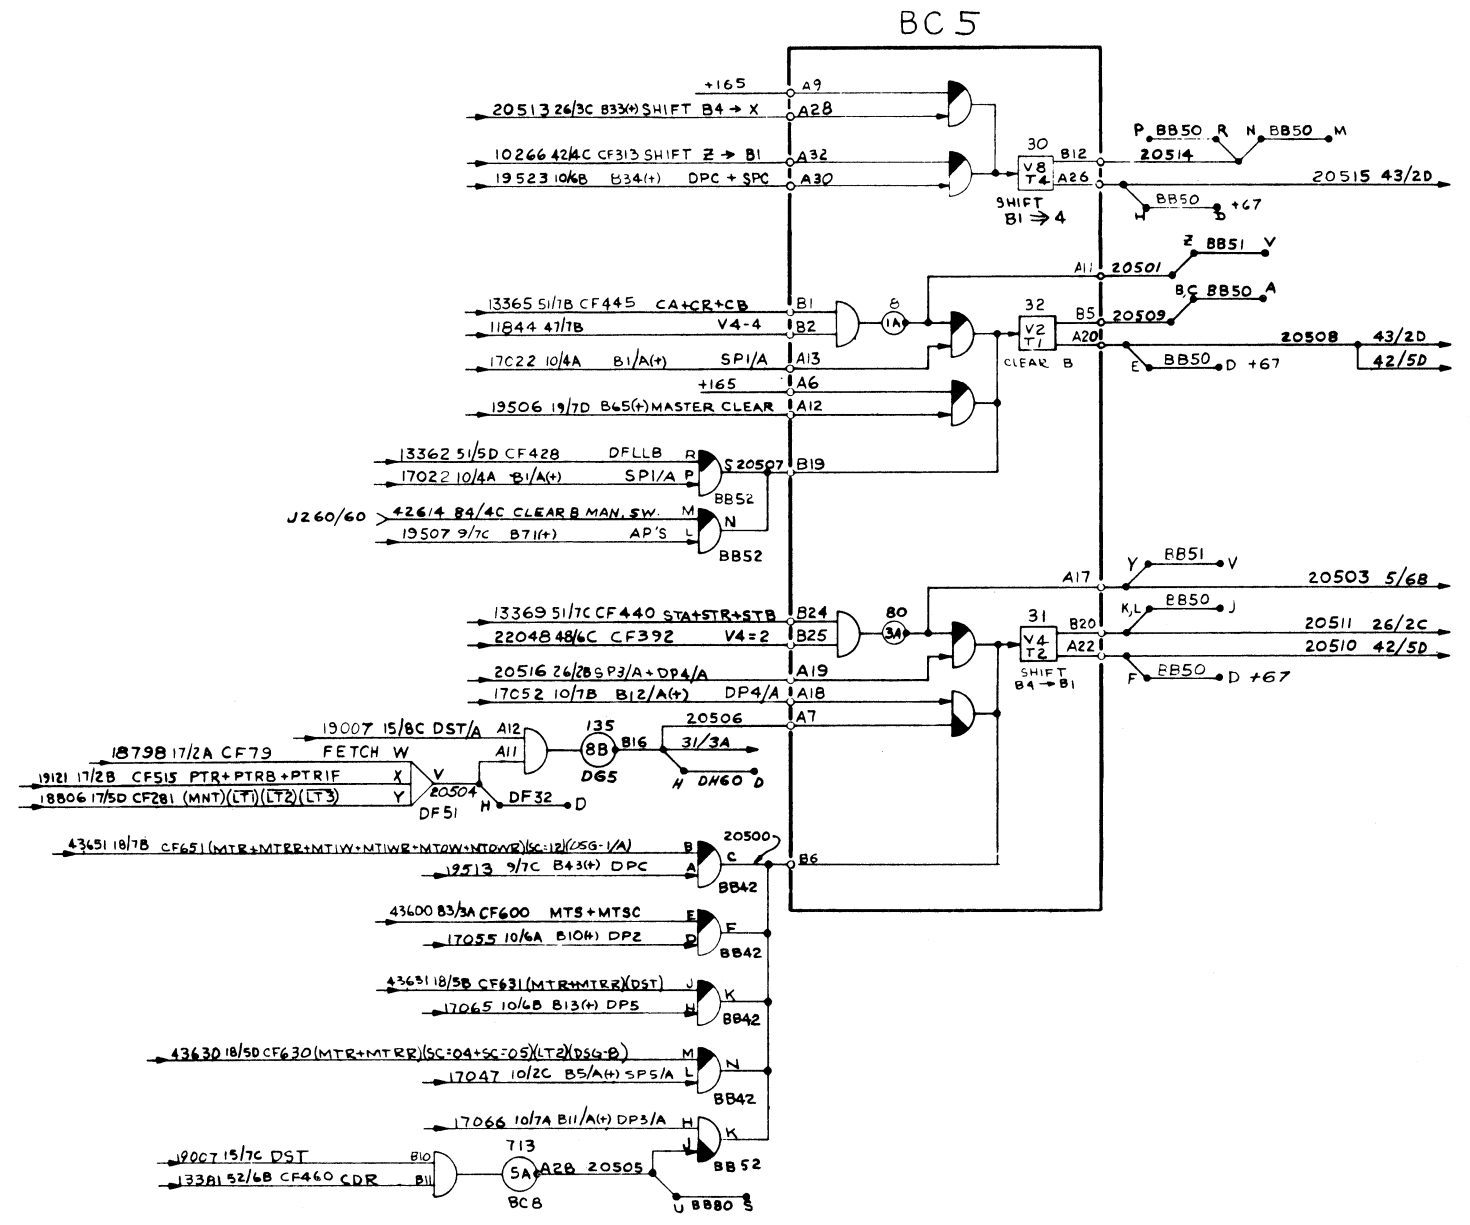 BC 5
+165 A9
20513 26/3C B33(+) SHIFT B4 → X A28
10266 42/4C CF313 SHIFT Z → B1 A32
19523 10/6B B34(+) DPC + SPC A30
30
V8
T4
SHIFT
B1 ⇒ 4
B12 20514
A26 20515 43/2D
P BB50 R N BB50 M
H BB50 D +67
A11 20501
Z BB51 V
13365 51/7B CF445 CA+CR+CB B1
11844 47/7B V4-4 B2
8
1A
17022 10/4A B1/A(+) SP1/A A13
+165 A6
19506 19/7D B65(+) MASTER CLEAR A12
32
V2
T1
CLEAR B
B5 20509
B,C BB50 A
A20 20508 43/2D
42/5D
E BB50 D +67
13362 51/5D CF428 DFLLB R
17022 10/4A B1/A(+) SP1/A P
S 20507 B19
BB52
J260/60 42614 84/4C CLEAR B MAN. SW. M
19507 9/7C B71(+) AP'S L
N
BB52
A17 20503 5/6B
Y BB51 V
13369 51/7C CF440 STA+STR+STB B24
22048 48/6C CF392 V4=2 B25
80
3A
20516 26/2B SP3/A + DP4/A A19
17052 10/7B B12/A(+) DP4/A A18
20506 A7
31
V4
T2
SHIFT
B4 → B1
B20 20511 26/2C
K,L BB50 J
A22 20510 42/5D
F BB50 D +67
19007 15/8C DST/A A12
A11
135
8B
DG5
B16
31/3A
H DH60 D
18798 17/2A CF79 FETCH W
19121 17/2B CF515 PTR+PTRB+PTRIF X
18806 17/5D CF281 (MNT)(L̅T̅1̅)(L̅T̅2̅)(L̅T̅3̅) Y
V
20504
DF51
H DF32 D
43651 18/7B CF651 (MTR+MTRR+MTIW+MTIWR+MTOW+MTOWR)(SC=12)(DSG-1/A) B
19513 9/7C B43(+) DPC A
C
20500
B6
BB42
43600 83/3A CF600 MTS+MTSC E
17055 10/6A B10(+) DP2 D
F
BB42
43631 18/5B CF631 (MTR+MTRR)(DST) J
17065 10/6B B13(+) DP5 H
K
BB42
43630 18/5D CF630 (MTR+MTRR)(SC=04+SC=05)(LT2)(DSG-B) M
17047 10/2C B5/A(+) SP5/A L
N
BB42
17066 10/7A B11/A(+) DP3/A H
J
K
BB52
19007 15/7C DST B10
13381 52/6B CF460 CDR B11
713
5A
BC8
A28 20505
U BB80 S